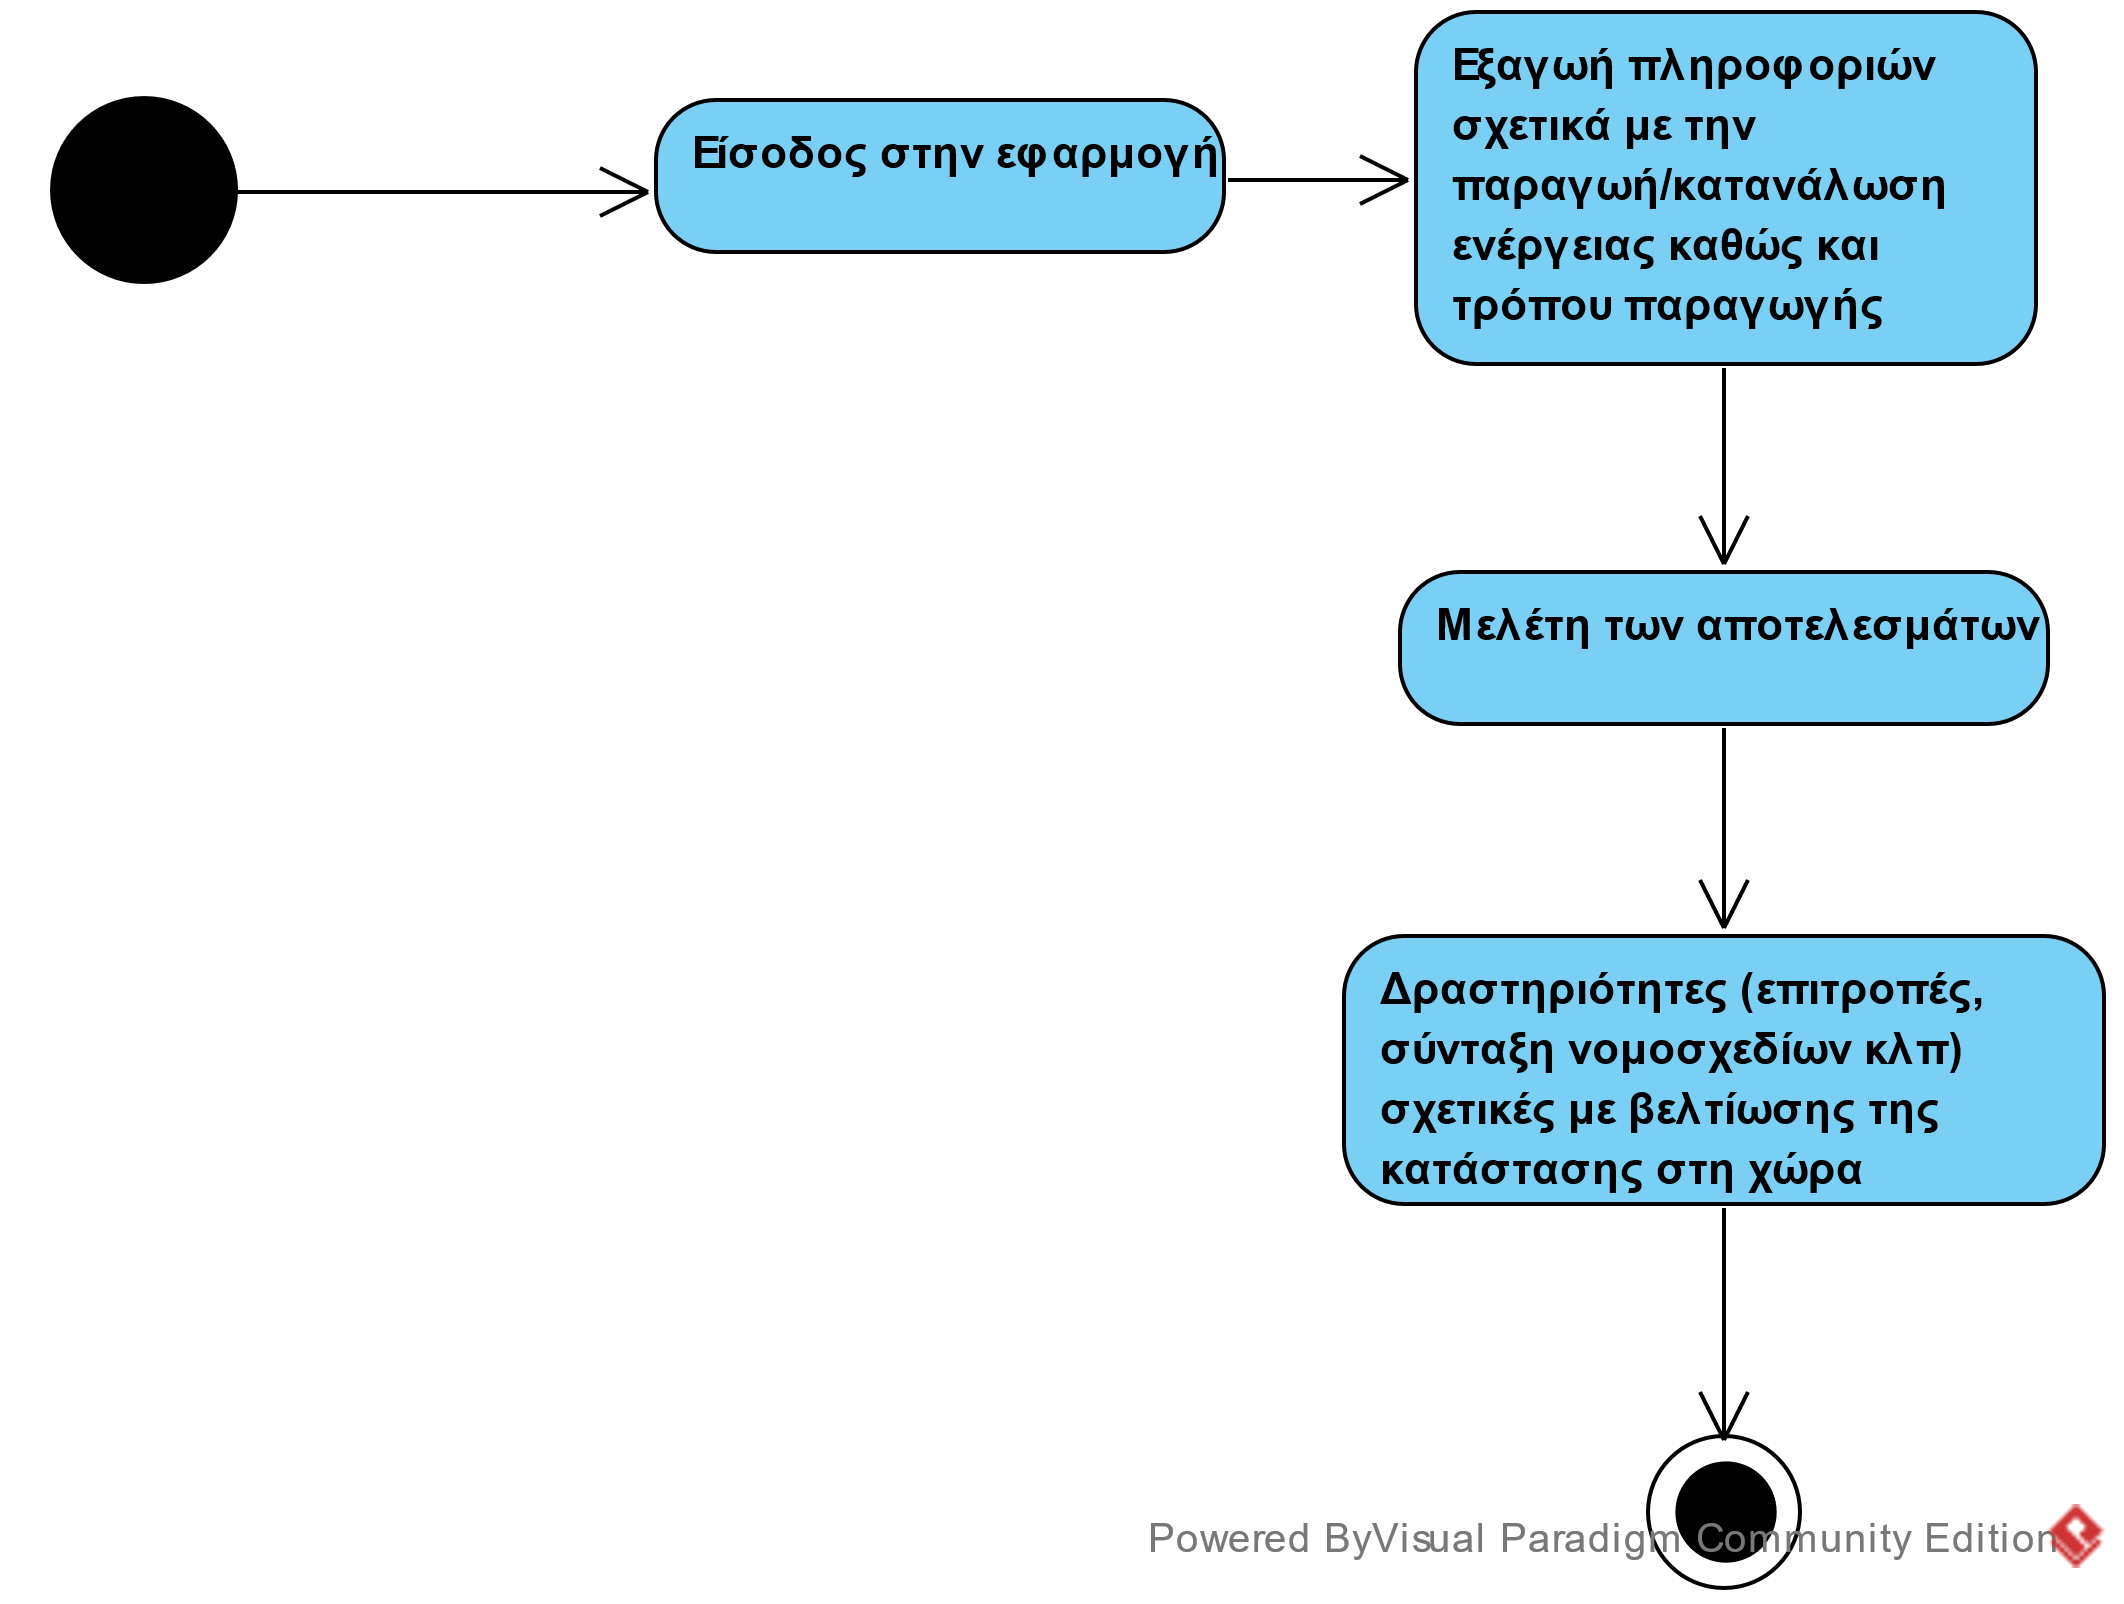 Είσοδος στην εφαρμογή
Εξαγωή πληροφοριών
σχετικά με την
παραγωή/κατανάλωση
ενέργειας καθώς και
τρόπου παραγωγής
Μελέτη των αποτελεσμάτων
Δραστηριότητες (επιτροπές,
σύνταξη νομοσχεδίων κλπ)
σχετικές με βελτίωσης της
κατάστασης στη χώρα
Powered ByVisual Paradigm Community Edition